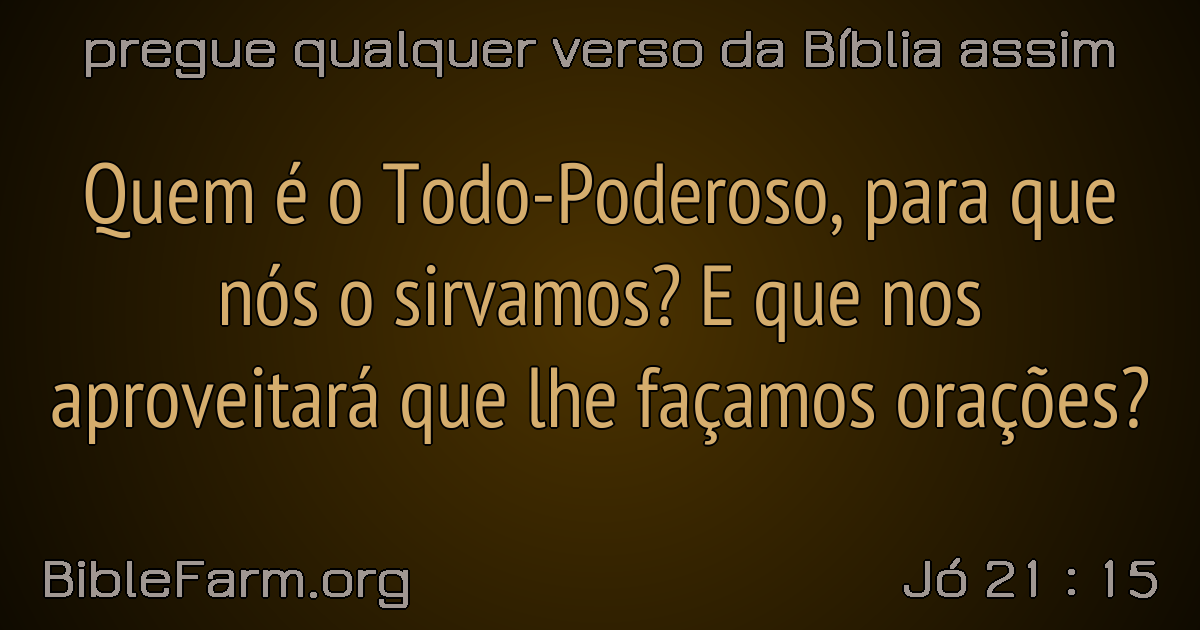 pregue qualquer verso da Bíblia assim
Quem é o Todo-Poderoso, para que
nós o sirvamos? E que nos
aproveitará que lhe façamos orações?
BibleFarm.org
Jó 21 : 15